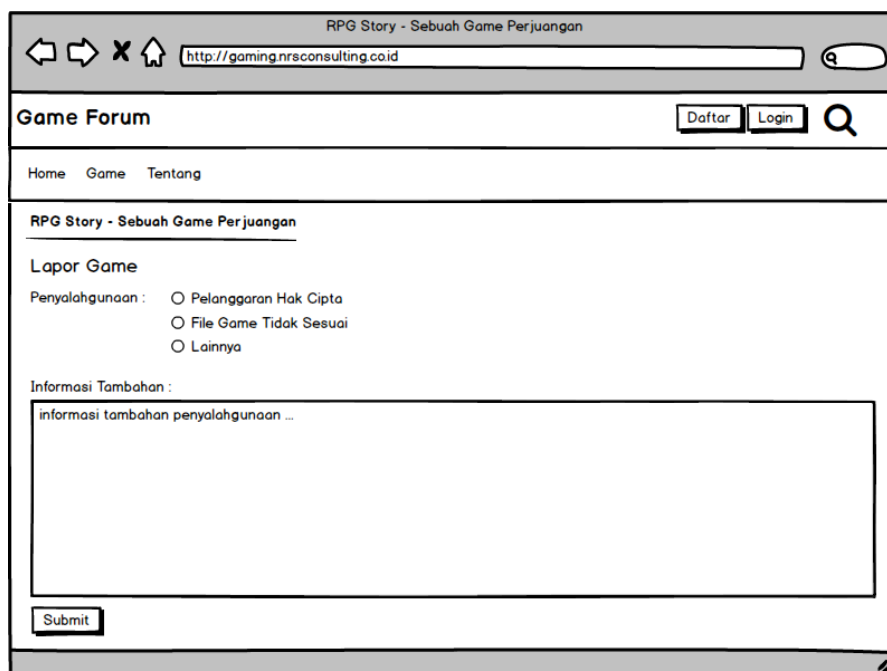 RPG Story - Sebuah Game Perjuangan
http://gaming.nrsconsulting.co.id
Game Forum
Daftar Login
Home Game Tentang
RPG Story - Sebuah Game Perjuangan
Lapor Game
Penyalahgunaan : Pelanggaran Hak Cipta
File Game Tidak Sesuai
Lainnya
Informasi Tambahan :
informasi tambahan penyalahgunaan ...
Submit